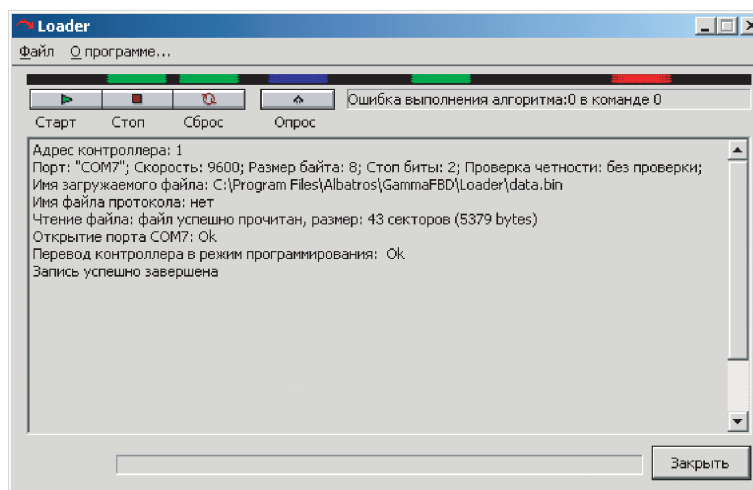 Loader
Файл О программе...
Ошибка выполнения алгоритма:0 в команде 0
Старт Стоп Сброс Опрос
Адрес контроллера: 1
Порт: "COM7"; Скорость: 9600; Размер байта: 8; Стоп биты: 2; Проверка четности: без проверки;
Имя загружаемого файла: C:\Program Files\Albatros\GammaFBD\Loader\data.bin
Имя файла протокола: нет
Чтение файла: файл успешно прочитан, размер: 43 секторов (5379 bytes)
Открытие порта COM7: Ok
Перевод контроллера в режим программирования: Ok
Запись успешно завершена
Закрыть